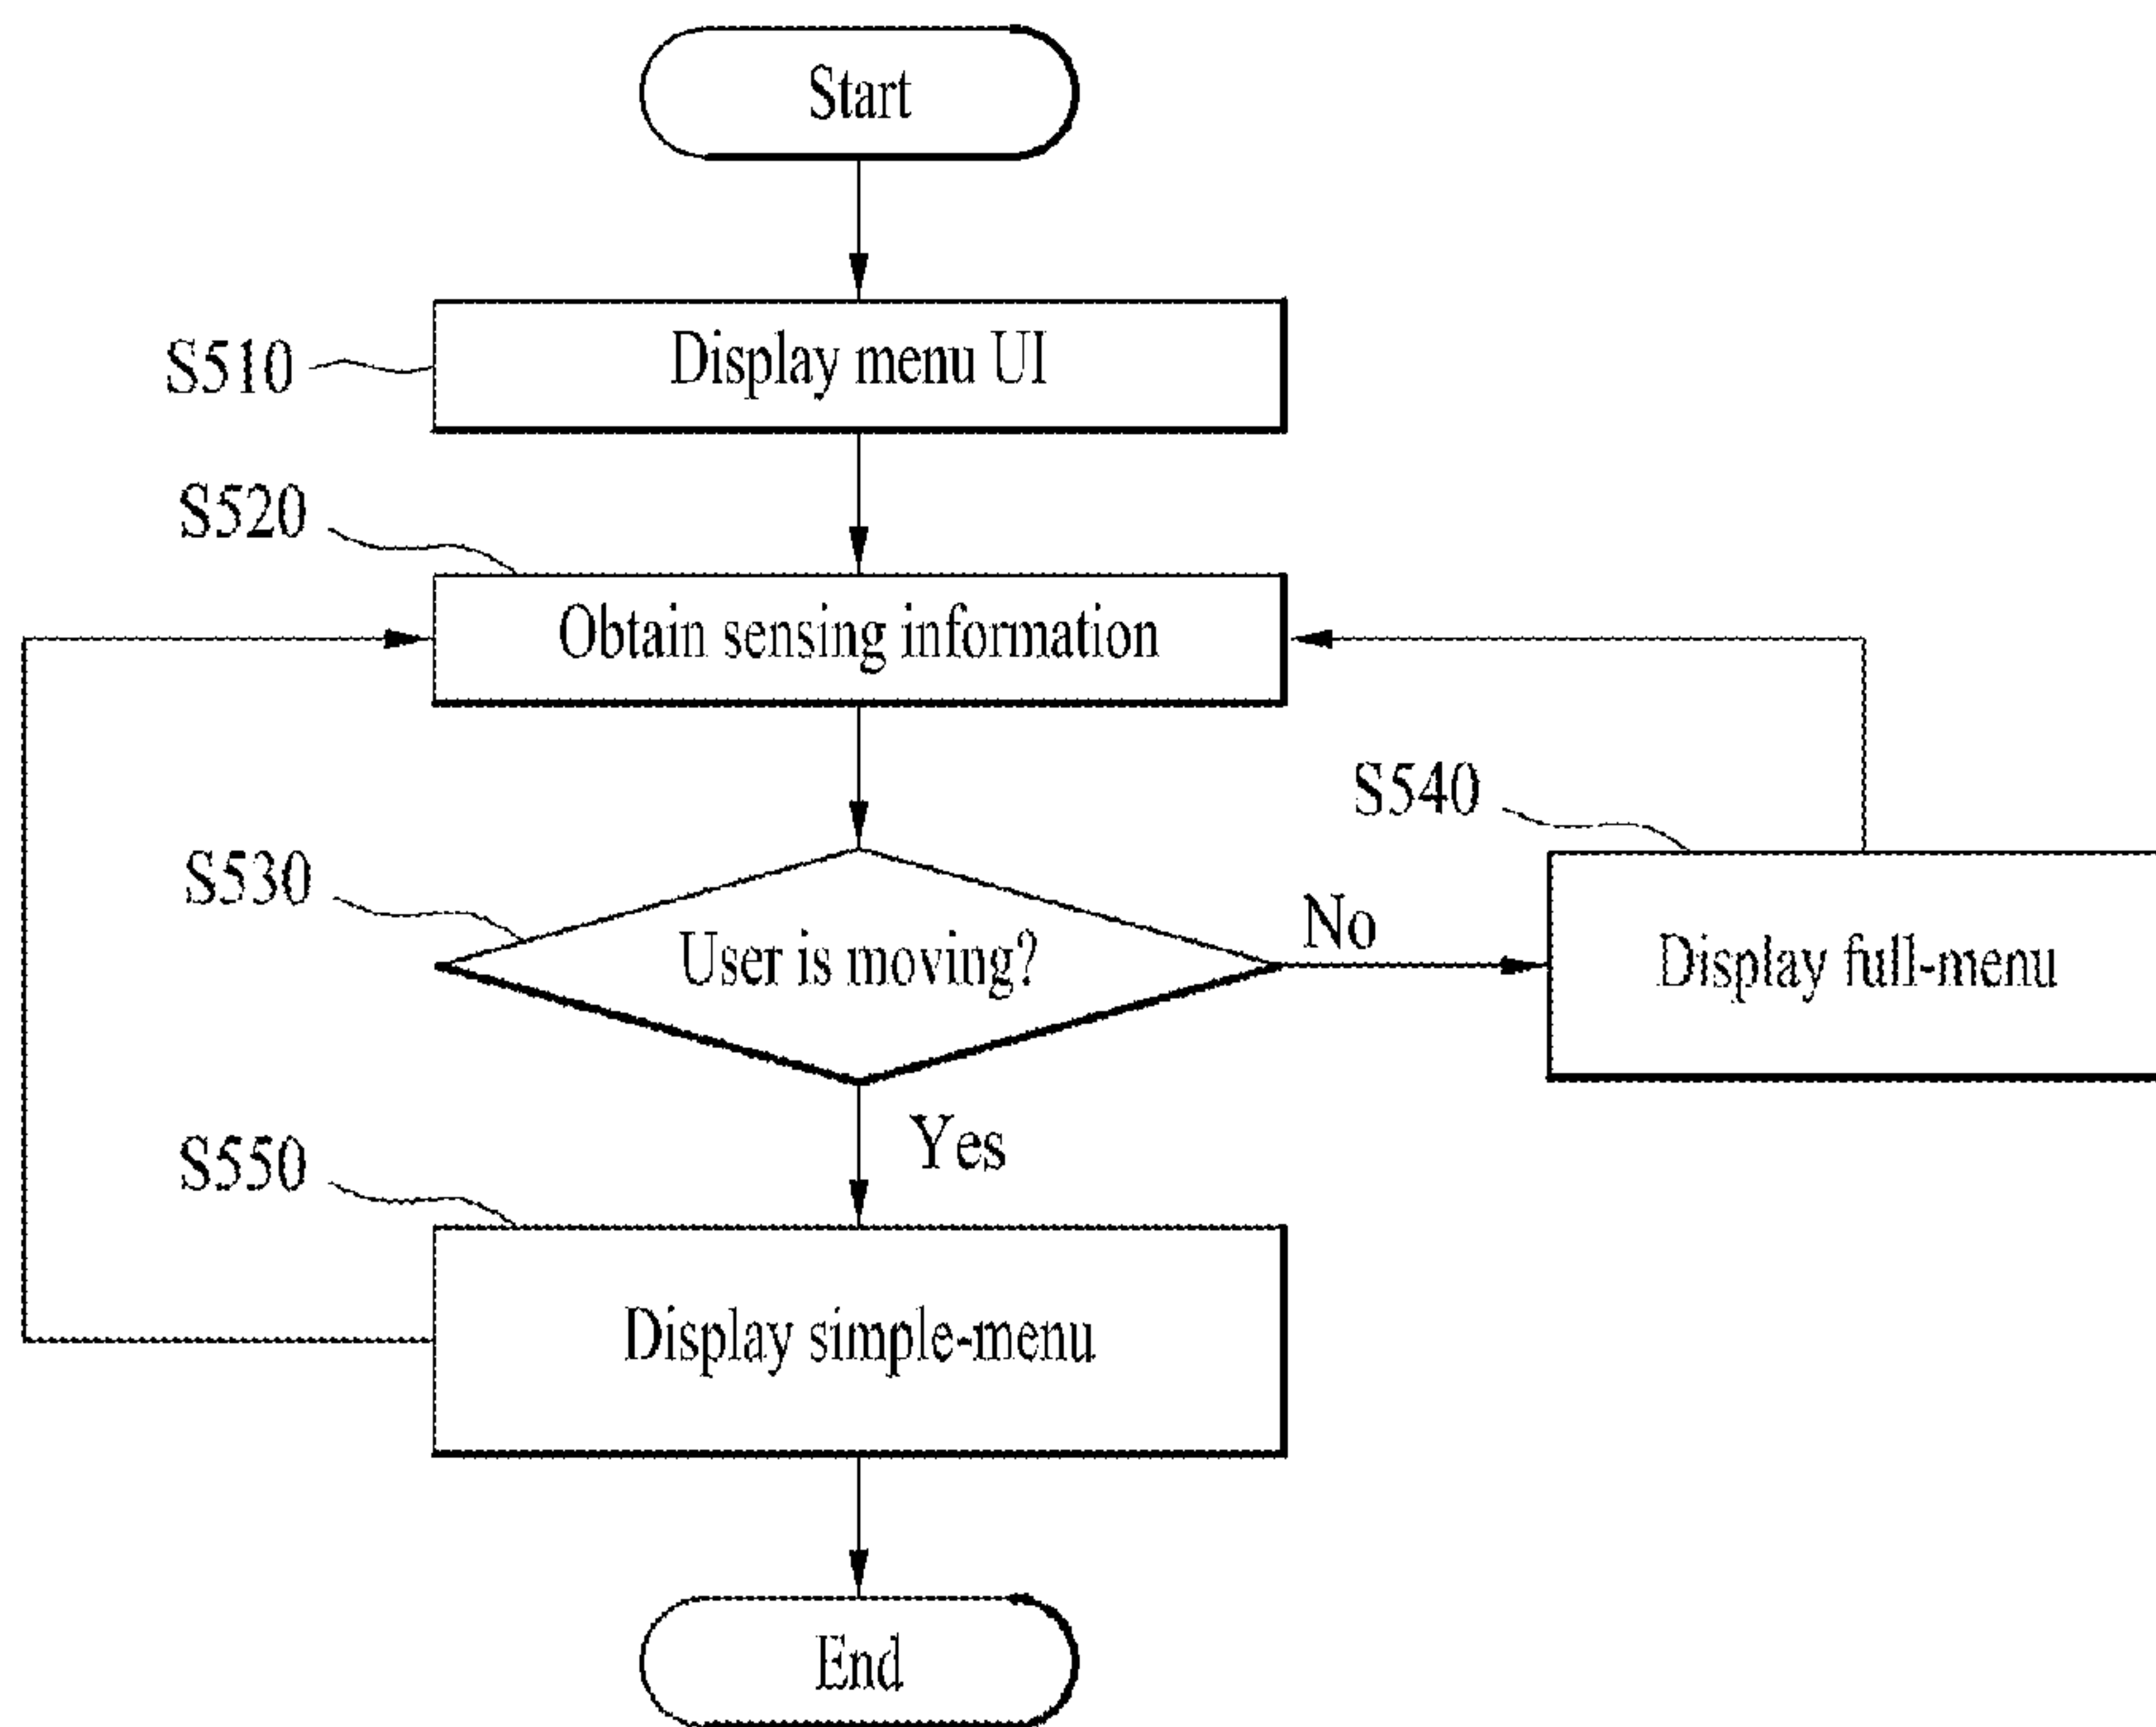 Start
S510
Display menu UI
S520
Obtain sensing information
S540
S530
No
User is moving?
Display full-menu
Yes
S550
Display simple-menu
End